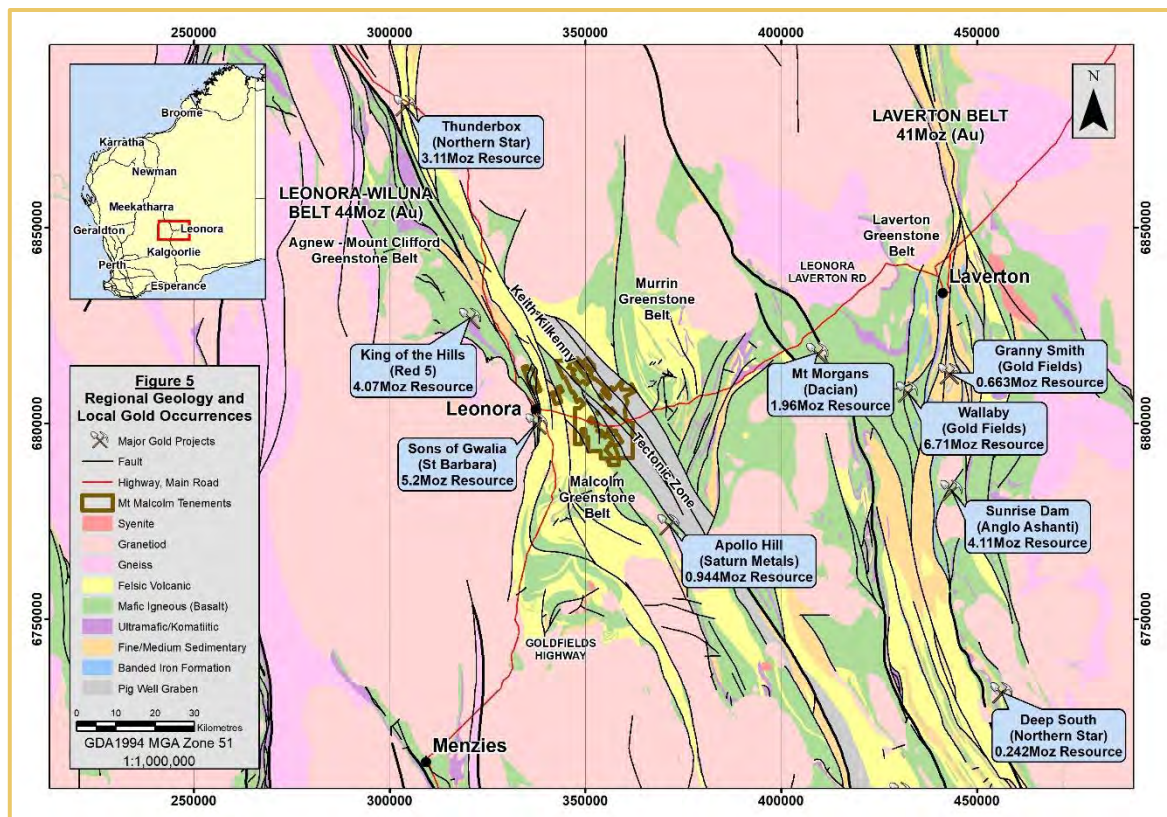 250000
300000
350000
400000
450000
6850000
6800000
6750000
6850000
6800000
6750000
Broome
Karratha
Newman
Meekatharra
Geraldton
Leonora
Kalgoorlie
Perth
Esperance
N
Thunderbox
(Northern Star)
3.11Moz Resource
LAVERTON BELT
41Moz (Au)
LEONORA-WILUNA
BELT 44Moz (Au)
Agnew - Mount Clifford
Greenstone Belt
Laverton
Greenstone
Belt
LEONORA
LAVERTON RD
Laverton
Murrin
Greenstone
Belt
Keith-Kilkenny
Tectonic Zone
King of the Hills
(Red 5)
4.07Moz Resource
Leonora
Sons of Gwalia
(St Barbara)
5.2Moz Resource
Malcolm
Greenstone
Belt
Mt Morgans
(Dacian)
1.96Moz Resource
Granny Smith
(Gold Fields)
0.663Moz Resource
Wallaby
(Gold Fields)
6.71Moz Resource
Sunrise Dam
(Anglo Ashanti)
4.11Moz Resource
Apollo Hill
(Saturn Metals)
0.944Moz Resource
GOLDFIELDS
HIGHWAY
Menzies
Deep South
(Northern Star)
0.242Moz Resource
Figure 5
Regional Geology and
Local Gold Occurrences
Major Gold Projects
Fault
Highway, Main Road
Mt Malcolm Tenements
Syenite
Granetiod
Gneiss
Felsic Volcanic
Mafic Igneous (Basalt)
Ultramafic/Komatiitic
Fine/Medium Sedimentary
Banded Iron Formation
Pig Well Graben
0 10 20 30
Kilometres
GDA1994 MGA Zone 51
1:1,000,000
250000
300000
350000
400000
450000